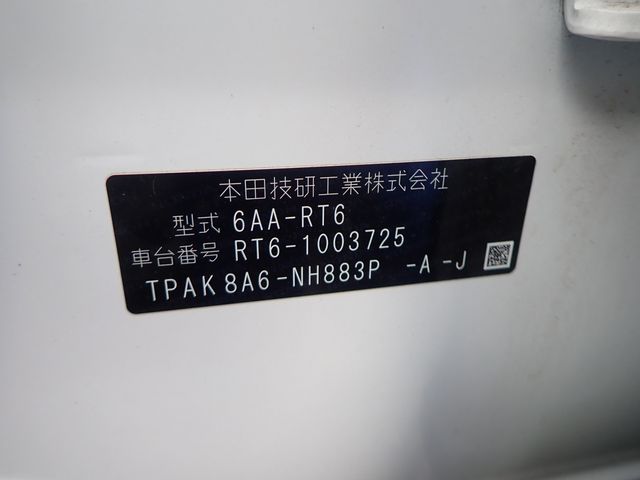 本田技研工業株式会社
型式 6AA-RT6
車台番号 RT6-1003725
TPAK8A6-NH883P -A-J